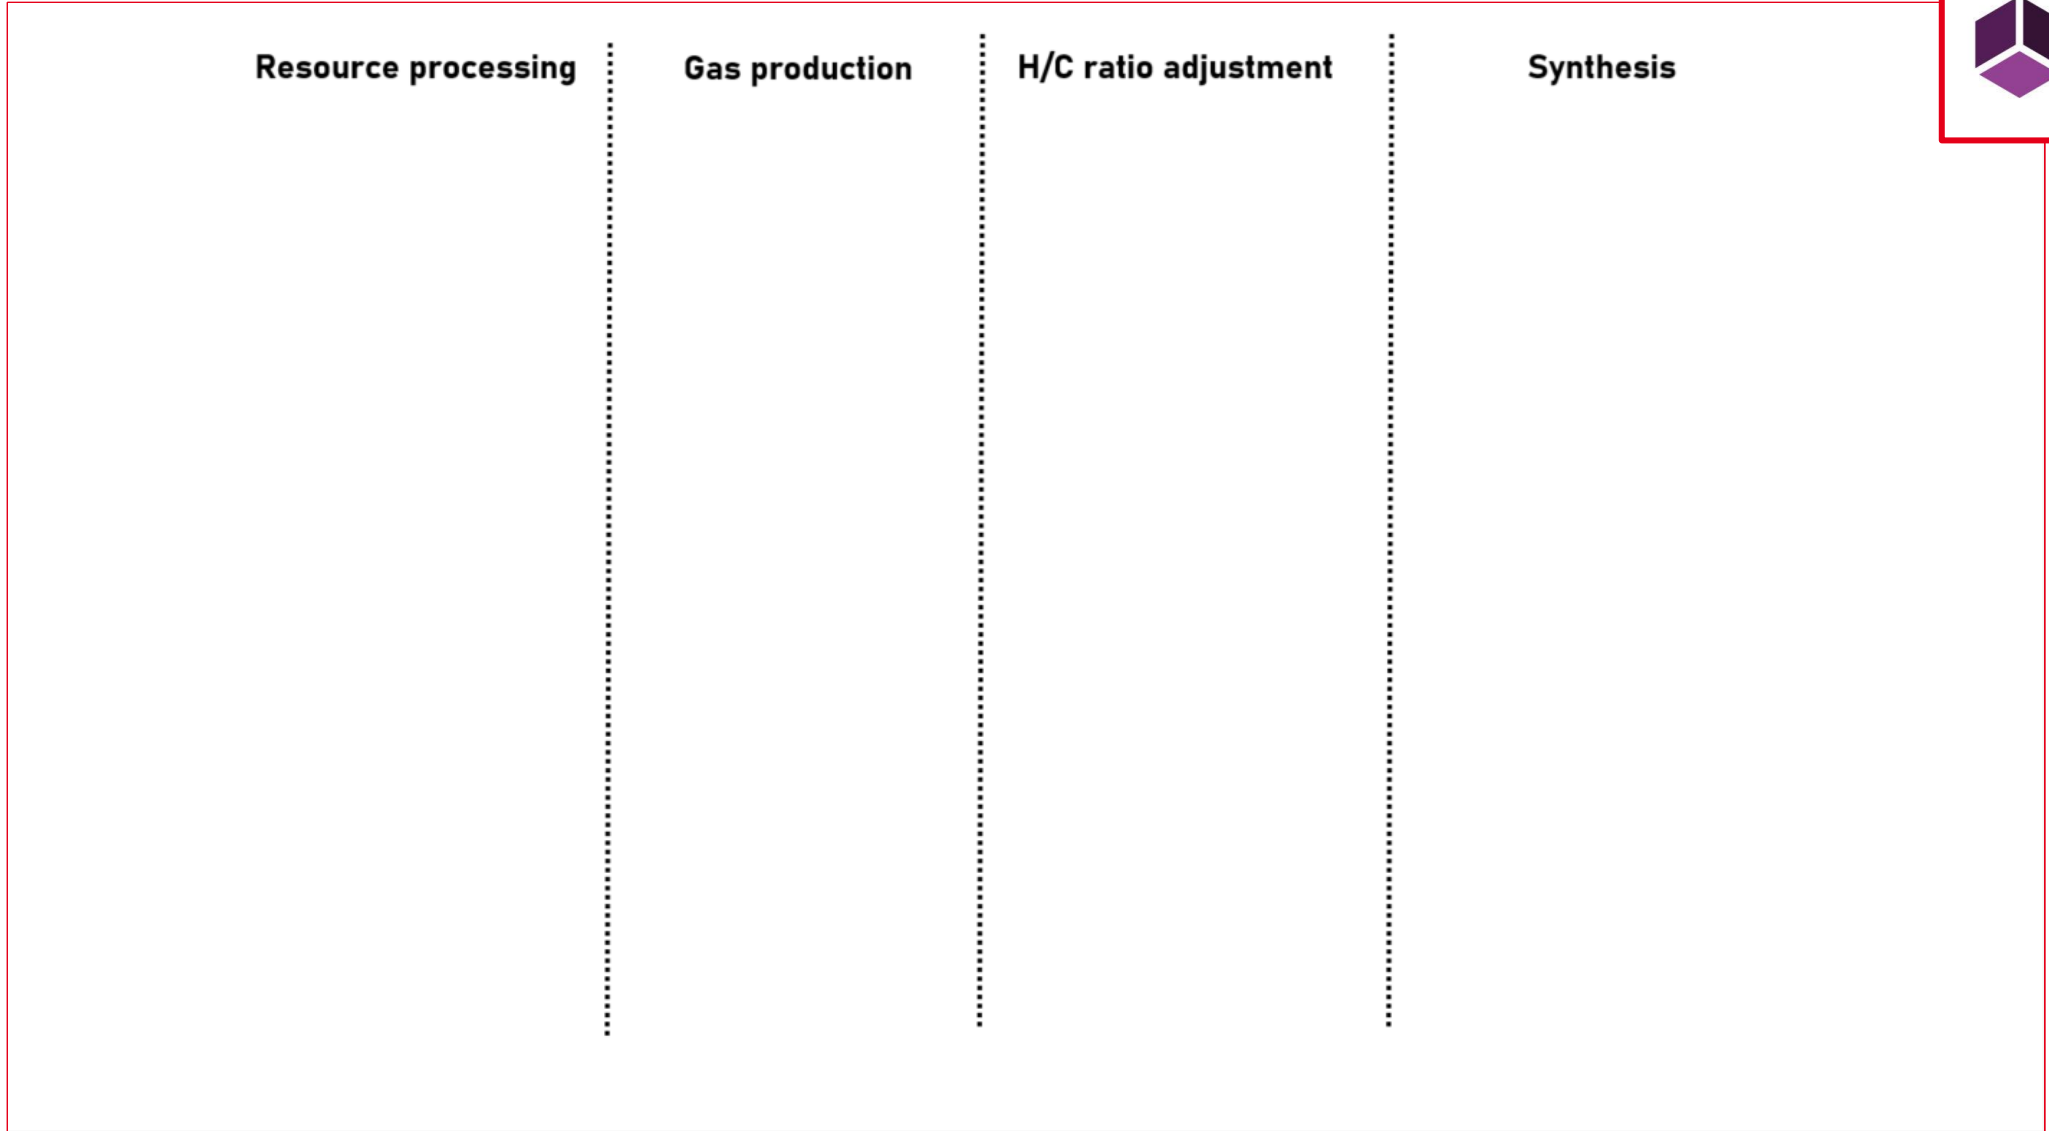 Resource processing
Gas production
H/C ratio adjustment
Synthesis